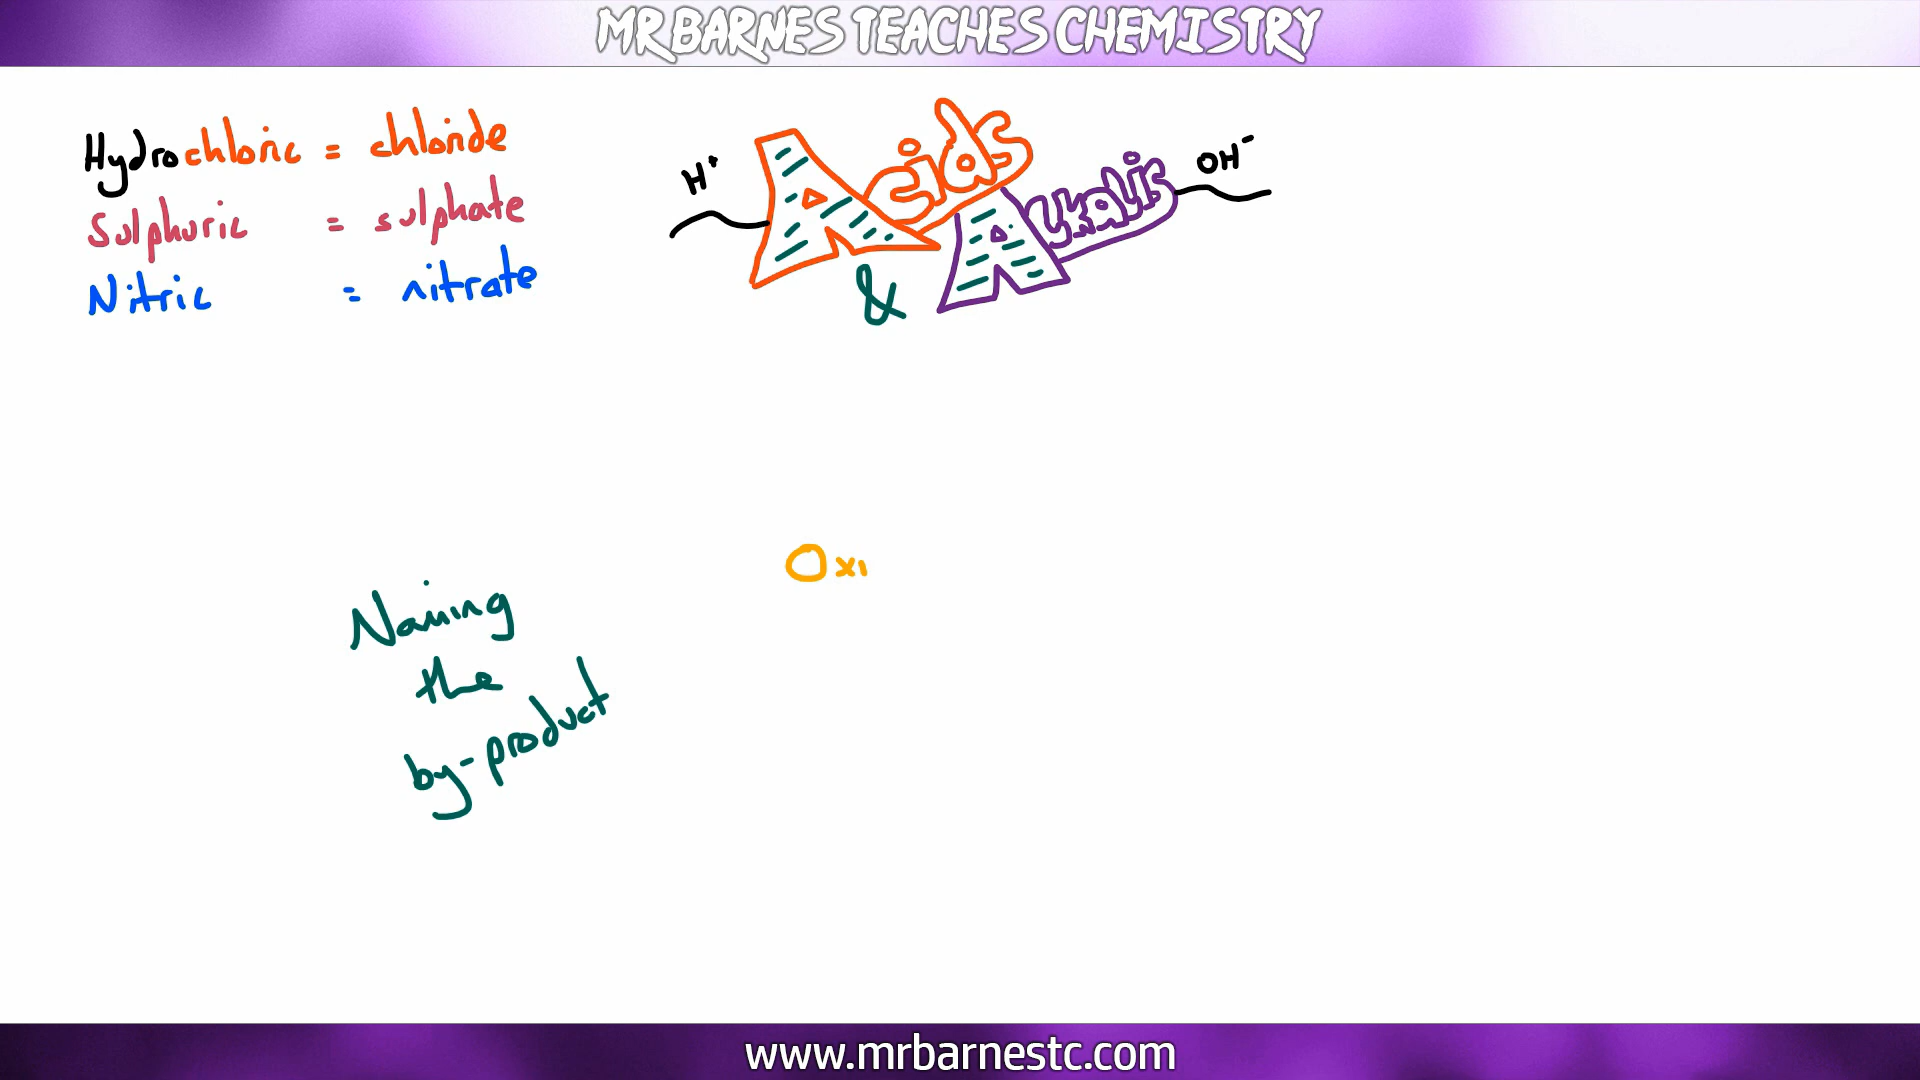 MR BARNES TEACHES CHEMISTRY
Hydrochloric = chloride
Sulphuric = sulphate
Nitric = nitrate
H⁺
Acids
&
Alkalis
OH⁻
Oxi
Naming
the
by-product
www.mrbarnestc.com